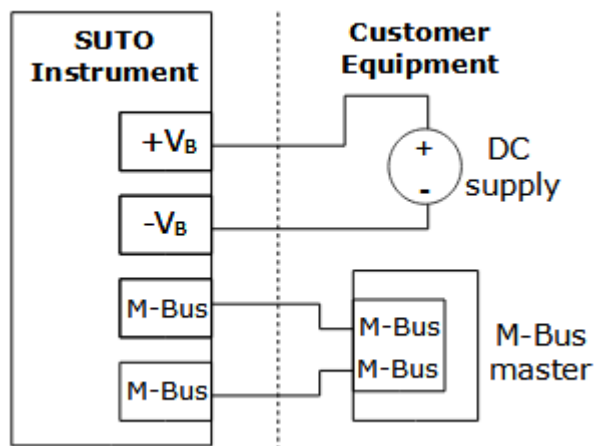 SUTO
Instrument
Customer
Equipment
+VB
-VB
M-Bus
M-Bus
+
-
DC
supply
M-Bus
M-Bus
M-Bus
master